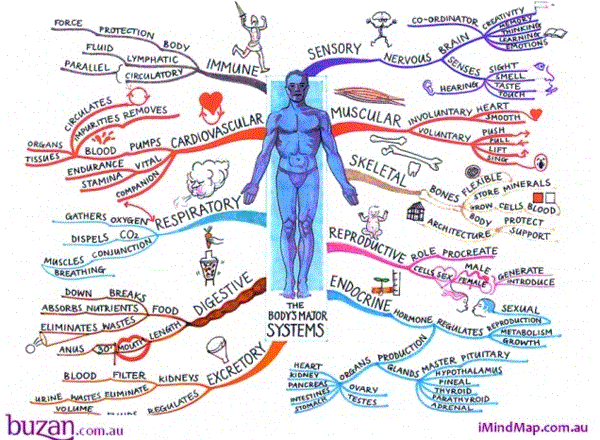 THE
BODY'S MAJOR
SYSTEMS
IMMUNE
FORCE
PROTECTION
BODY
FLUID
LYMPHATIC
PARALLEL
CIRCULATORY
CARDIOVASCULAR
PUMPS
BLOOD
CIRCULATES
IMPURITIES REMOVES
ORGANS
TISSUES
VITAL
ENDURANCE
STAMINA
COMPANION
RESPIRATORY
GATHERS OXYGEN
DISPELS CO2
CONJUNCTION
MUSCLES
BREATHING
DIGESTIVE
FOOD
DOWN BREAKS
ABSORBS NUTRIENTS
ELIMINATES WASTES
LENGTH
MOUTH
30'
ANUS
EXCRETORY
KIDNEYS
BLOOD FILTER
URINE WASTES ELIMINATE
VOLUME
REGULATES
SENSORY
NERVOUS
BRAIN
CO-ORDINATOR
CREATIVITY
MEMORY
THINKING
LEARNING
EMOTIONS
SENSES
SIGHT
SMELL
TASTE
TOUCH
HEARING
MUSCULAR
INVOLUNTARY
HEART
SMOOTH
VOLUNTARY
PUSH
PULL
LIFT
SING
SKELETAL
BONES
FLEXIBLE
STORE MINERALS
GROW CELLS BLOOD
BODY PROTECT
SUPPORT
ARCHITECTURE
REPRODUCTIVE
ROLE PROCREATE
CELLS SEX
MALE
FEMALE
GENERATE
INTRODUCE
ENDOCRINE
HORMONE
REGULATES
SEXUAL
REPRODUCTION
METABOLISM
GROWTH
PRODUCTION
ORGANS
HEART
KIDNEY
PANCREAS
INTESTINES
STOMACH
OVARY
TESTES
GLANDS
MASTER PITUITARY
HYPOTHALAMUS
PINEAL
THYROID
PARATHYROID
ADRENAL
buzan.com.au
iMindMap.com.au